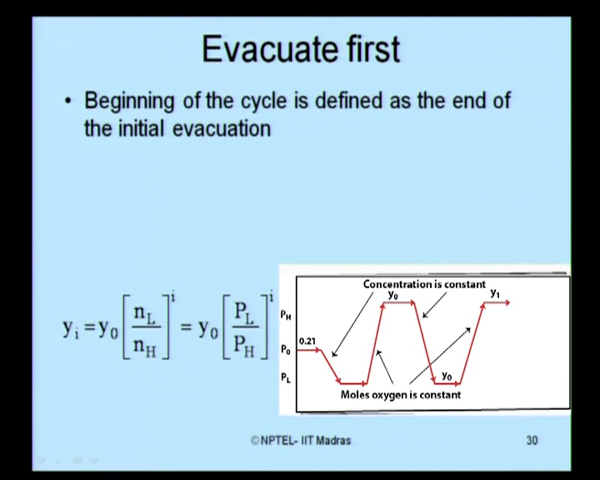 Evacuate first
• Beginning of the cycle is defined as the end of
the initial evacuation
y_i = y_0 [n_L / n_H]^i = y_0 [P_L / P_H]^i
Concentration is constant
y_0
y_1
P_H
0.21
P_0
P_L
y_0
Moles oxygen is constant
©NPTEL- IIT Madras
30